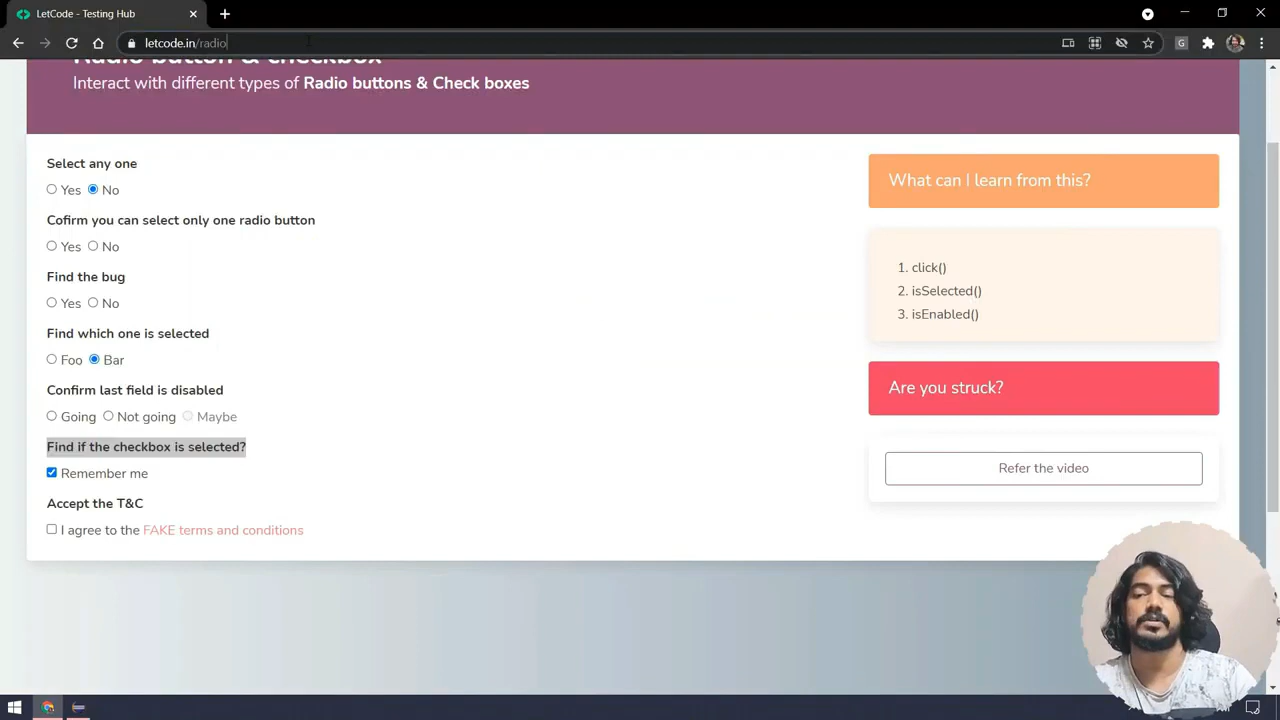 LetCode - Testing Hub
letcode.in/radio
Radio button & checkbox
Interact with different types of Radio buttons & Check boxes
Select any one
Yes No
Cofirm you can select only one radio button
Yes No
Find the bug
Yes No
Find which one is selected
Foo Bar
Confirm last field is disabled
Going Not going Maybe
Find if the checkbox is selected?
Remember me
Accept the T&C
I agree to the FAKE terms and conditions
What can I learn from this?
1. click()
2. isSelected()
3. isEnabled()
Are you struck?
Refer the video